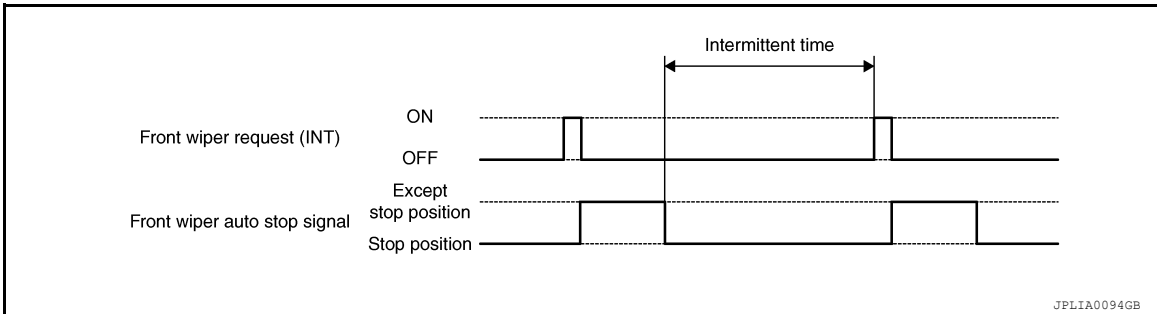 Intermittent time
ON
Front wiper request (INT)
OFF
Except
stop position
Front wiper auto stop signal
Stop position
JPLIA0094GB